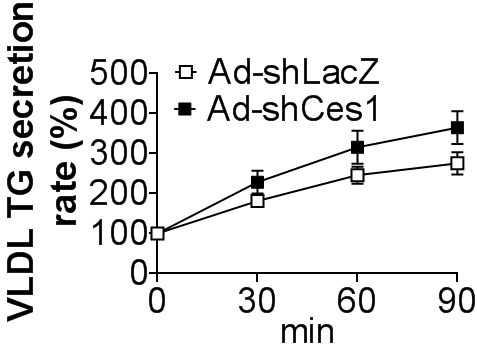 VLDL TG secretion
rate (%)
500
400
300
200
100
0
Ad-shLacZ
Ad-shCes1
0 30 60 90
min